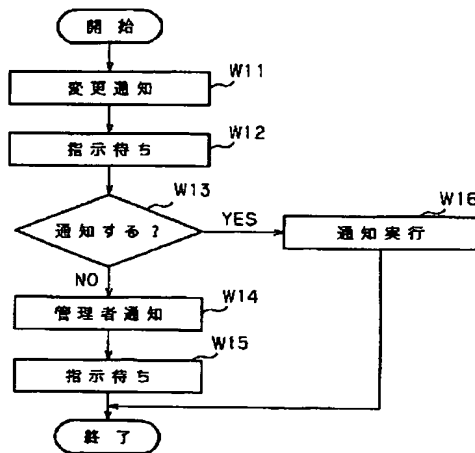 開始
W11
変更通知
W12
指示待ち
W13
通知する?
YES
W16
通知実行
NO
W14
管理者通知
W15
指示待ち
終了